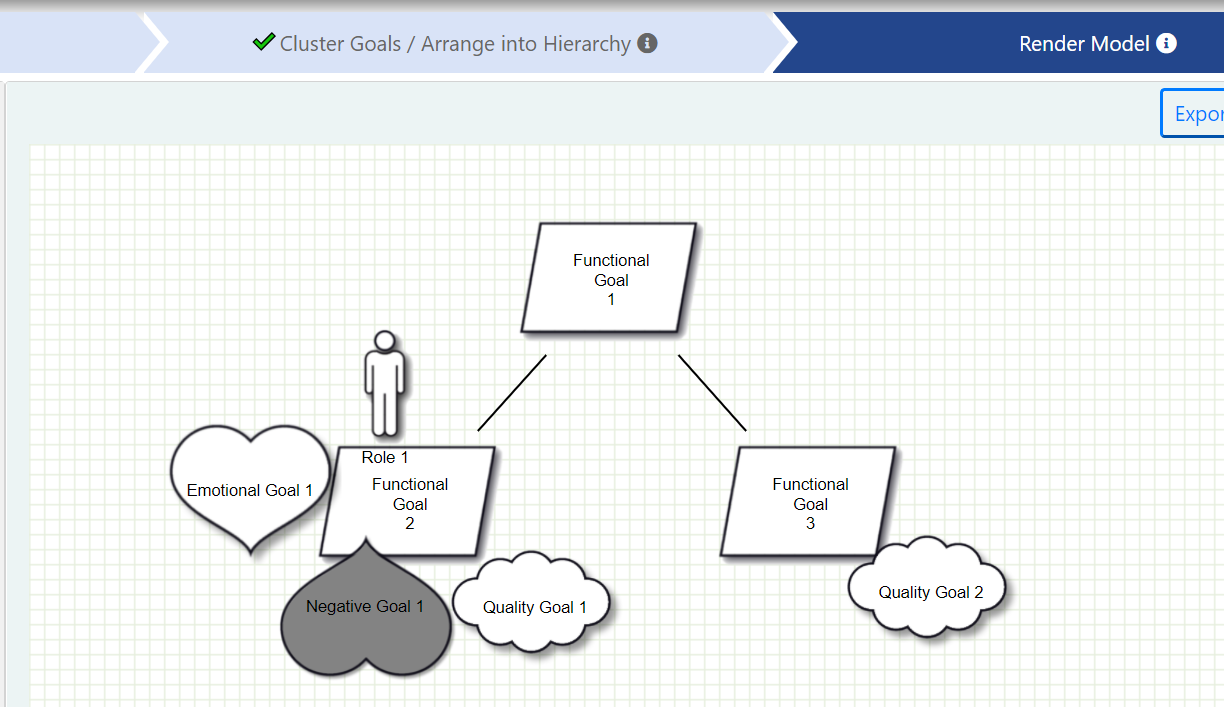 Cluster Goals / Arrange into Hierarchy
Render Model
Functional
Goal
1
Role 1
Emotional Goal 1
Functional
Goal
2
Functional
Goal
3
Negative Goal 1
Quality Goal 1
Quality Goal 2